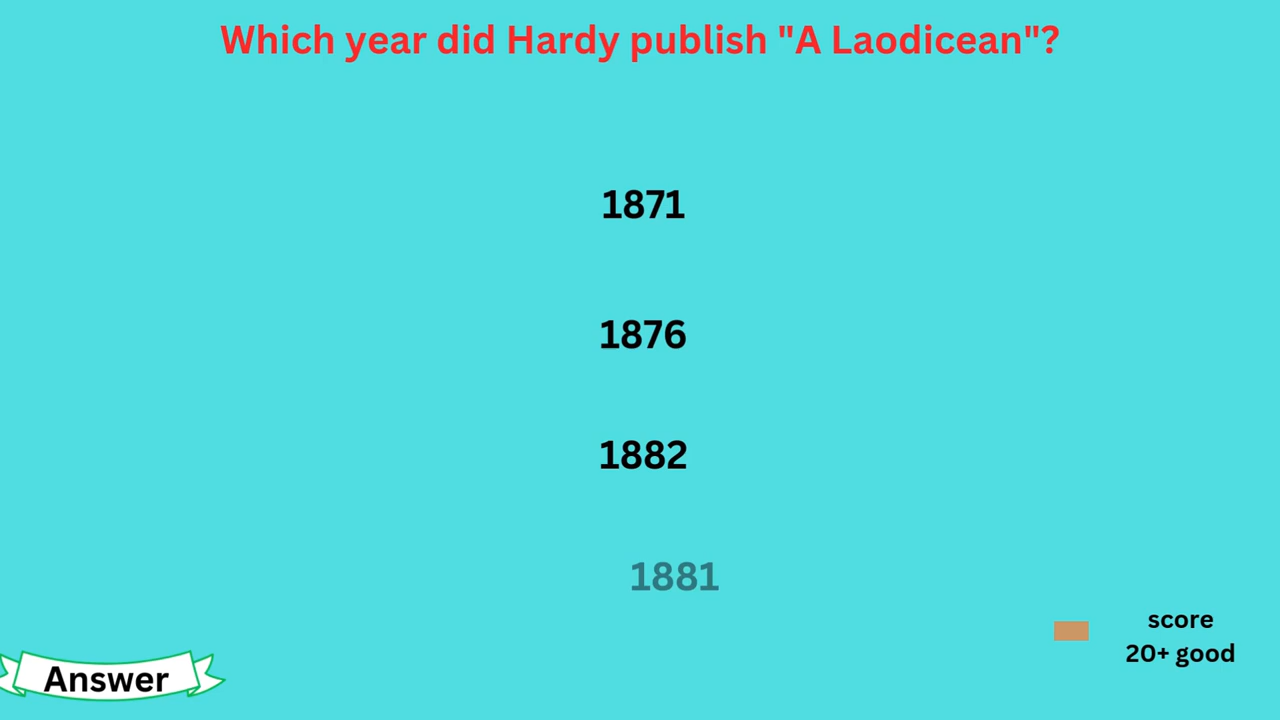 Which year did Hardy publish "A Laodicean"?
1871
1876
1882
1881
score
20+ good
Answer